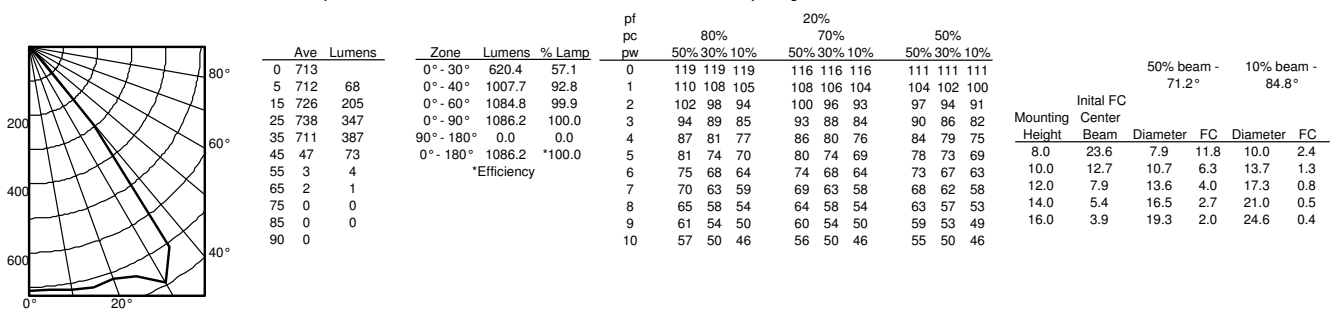 200
400
600
0°
20°
40°
60°
80°
Ave Lumens
0 713
5 712 68
15 726 205
25 738 347
35 711 387
45 47 73
55 3 4
65 2 1
75 0 0
85 0 0
90 0
Zone Lumens % Lamp
0° - 30° 620.4 57.1
0° - 40° 1007.7 92.8
0° - 60° 1084.8 99.9
0° - 90° 1086.2 100.0
90° - 180° 0.0 0.0
0° - 180° 1086.2 *100.0
*Efficiency
pf 20%
pc 80% 70% 50%
pw 50% 30% 10% 50% 30% 10% 50% 30% 10%
0 119 119 119 116 116 116 111 111 111
1 110 108 105 108 106 104 104 102 100
2 102 98 94 100 96 93 97 94 91
3 94 89 85 93 88 84 90 86 82
4 87 81 77 86 80 76 84 79 75
5 81 74 70 80 74 69 78 73 69
6 75 68 64 74 68 64 73 67 63
7 70 63 59 69 63 58 68 62 58
8 65 58 54 64 58 54 63 57 53
9 61 54 50 60 54 50 59 53 49
10 57 50 46 56 50 46 55 50 46
50% beam - 10% beam -
71.2° 84.8°
Inital FC
Mounting Center
Height Beam Diameter FC Diameter FC
8.0 23.6 7.9 11.8 10.0 2.4
10.0 12.7 10.7 6.3 13.7 1.3
12.0 7.9 13.6 4.0 17.3 0.8
14.0 5.4 16.5 2.7 21.0 0.5
16.0 3.9 19.3 2.0 24.6 0.4